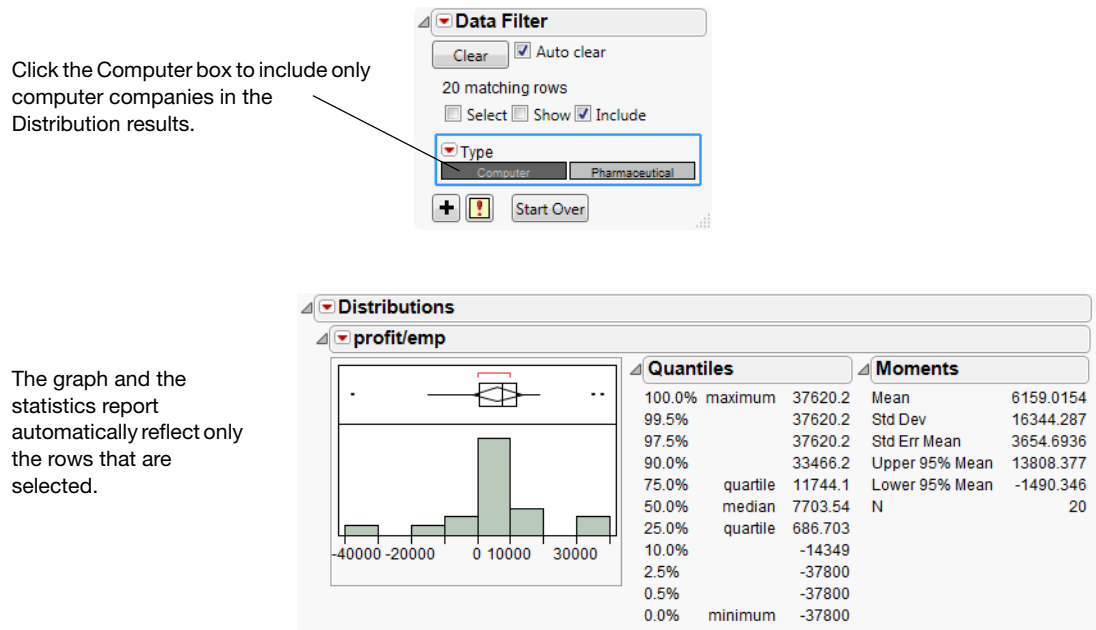 Data Filter
Clear Auto clear
Click the Computer box to include only
computer companies in the
Distribution results.
20 matching rows
Select Show Include
Type
Computer Pharmaceutical
Start Over
Distributions
profit/emp
The graph and the
statistics report
automatically reflect only
the rows that are
selected.
-40000 -20000 0 10000 30000
Quantiles
100.0% maximum 37620.2
99.5% 37620.2
97.5% 37620.2
90.0% 33466.2
75.0% quartile 11744.1
50.0% median 7703.54
25.0% quartile 686.703
10.0% -14349
2.5% -37800
0.5% -37800
0.0% minimum -37800
Moments
Mean 6159.0154
Std Dev 16344.287
Std Err Mean 3654.6936
Upper 95% Mean 13808.377
Lower 95% Mean -1490.346
N 20